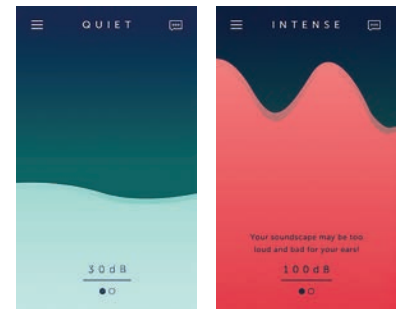 QUIET
30dB
INTENSE
Your soundscape may be too
loud and bad for your ears!
100dB